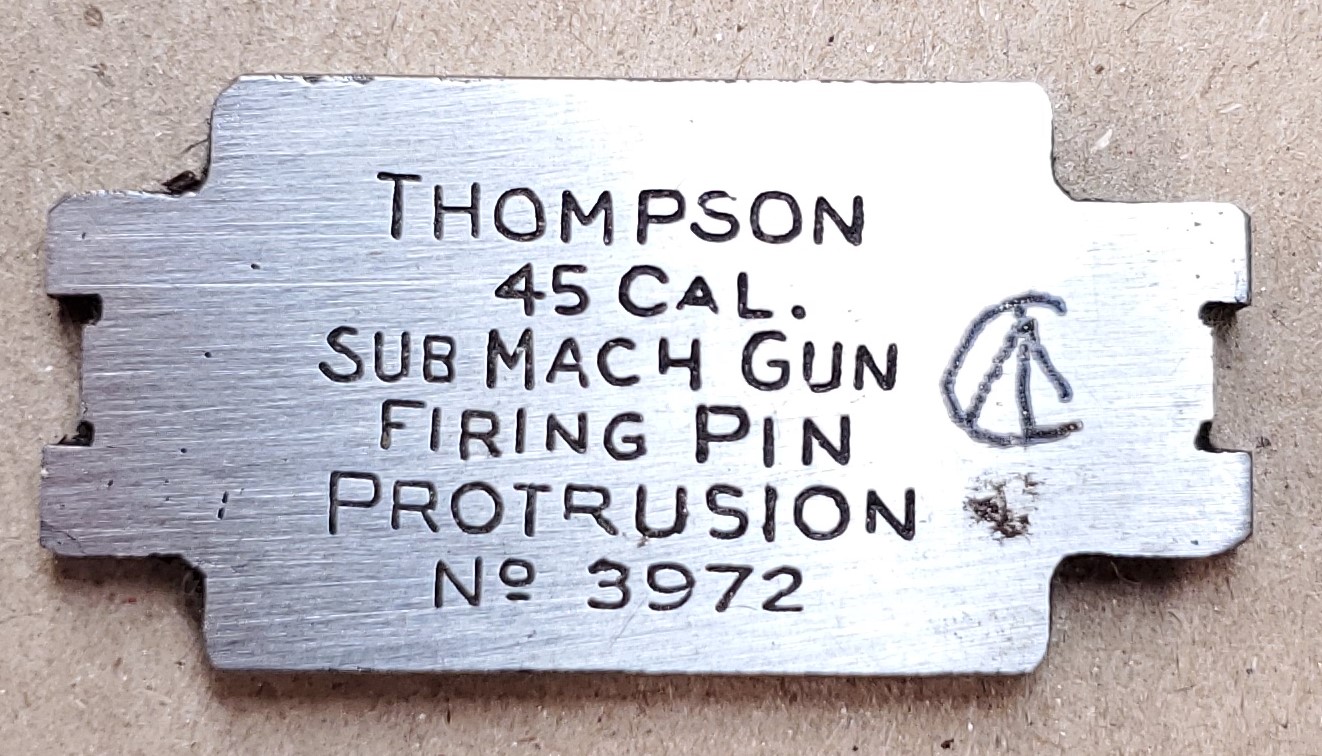 THOMPSON
45 CAL.
SUB MACH GUN
FIRING PIN
PROTRUSION
Nº 3972